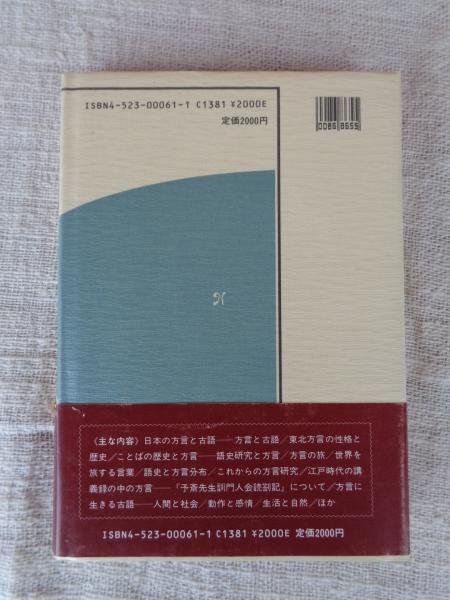 ISBN4-523-00061-1 C1381 ¥2000E
定価2000円
0086 8655
《主な内容》日本の方言と古語──方言と古語／東北方言の性格と
歴史／ことばの歴史と方言──語史研究と方言／方言の旅／世界を
旅する言葉／語史と方言分布／これからの方言研究／江戸時代の講
義録の中の方言──『子斎先生訓門人会読劄記』について／方言に
生きる古語──人間と社会／動作と感情／生活と自然／ほか
ISBN4-523-00061-1 C1381 ¥2000E 定価2000円